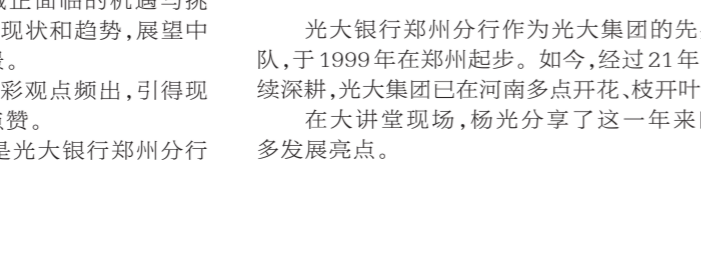 正面临的机遇与挑
现状和趋势，展望中
。
彩观点频出，引得现
赞。
是光大银行郑州分行
光大银行郑州分行作为光大集团的先
队，于1999年在郑州起步。如今，经过21年
续深耕，光大集团已在河南多点开花、枝开叶
在大讲堂现场，杨光分享了这一年来
多发展亮点。